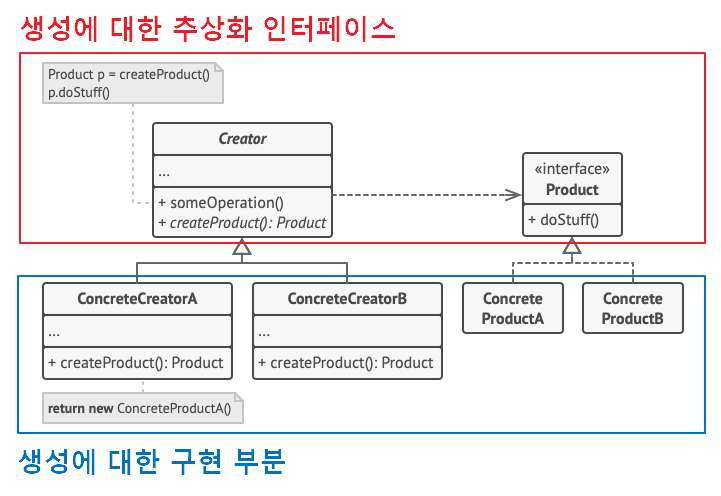 생성에 대한 추상화 인터페이스
Product p = createProduct()
p.doStuff()
Creator
...
+ someOperation()
+ createProduct(): Product
«interface»
Product
+ doStuff()
ConcreteCreatorA
...
+ createProduct(): Product
ConcreteCreatorB
...
+ createProduct(): Product
Concrete
ProductA
Concrete
ProductB
return new ConcreteProductA()
생성에 대한 구현 부분